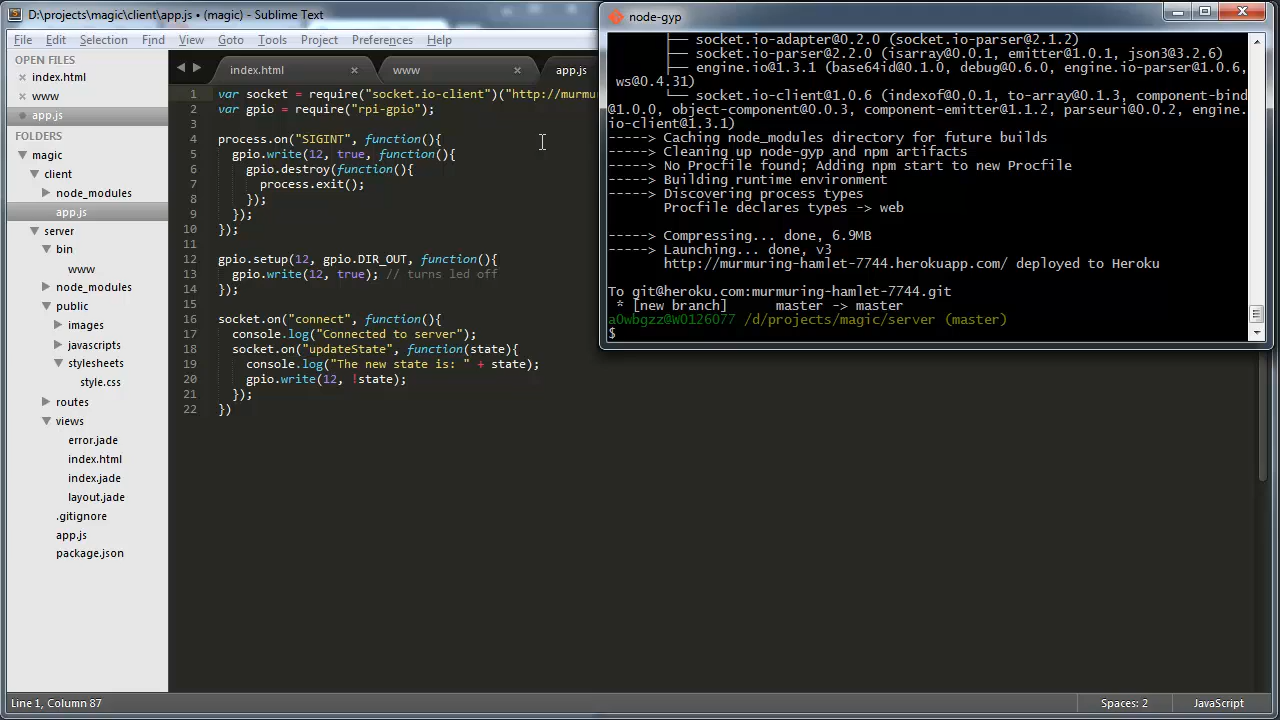 D:\projects\magic\client\app.js • (magic) - Sublime Text
File Edit Selection Find View Goto Tools Project Preferences Help
OPEN FILES
index.html
www
app.js
FOLDERS
magic
client
node_modules
app.js
server
bin
www
node_modules
public
images
javascripts
stylesheets
style.css
routes
views
error.jade
index.html
index.jade
layout.jade
.gitignore
app.js
package.json
index.html www app.js
1 var socket = require("socket.io-client")("http://murmu
2 var gpio = require("rpi-gpio");
3
4 process.on("SIGINT", function(){
5 gpio.write(12, true, function(){
6 gpio.destroy(function(){
7 process.exit();
8 });
9 });
10 });
11
12 gpio.setup(12, gpio.DIR_OUT, function(){
13 gpio.write(12, true); // turns led off
14 });
15
16 socket.on("connect", function(){
17 console.log("Connected to server");
18 socket.on("updateState", function(state){
19 console.log("The new state is: " + state);
20 gpio.write(12, !state);
21 });
22 })
node-gyp
├── socket.io-adapter@0.2.0 (socket.io-parser@2.1.2)
├── socket.io-parser@2.2.0 (isarray@0.0.1, emitter@1.0.1, json3@3.2.6)
├── engine.io@1.3.1 (base64id@0.1.0, debug@0.6.0, engine.io-parser@1.0.6,
ws@0.4.31)
└── socket.io-client@1.0.6 (indexof@0.0.1, to-array@0.1.3, component-bind
@1.0.0, object-component@0.0.3, component-emitter@1.1.2, parseuri@0.0.2, engine.
io-client@1.3.1)
-----> Caching node_modules directory for future builds
-----> Cleaning up node-gyp and npm artifacts
-----> No Procfile found; Adding npm start to new Procfile
-----> Building runtime environment
-----> Discovering process types
Procfile declares types -> web
-----> Compressing... done, 6.9MB
-----> Launching... done, v3
http://murmuring-hamlet-7744.herokuapp.com/ deployed to Heroku
To git@heroku.com:murmuring-hamlet-7744.git
* [new branch] master -> master
a0wbgzz@W0126077 /d/projects/magic/server (master)
$
Line 1, Column 87
Spaces: 2
JavaScript